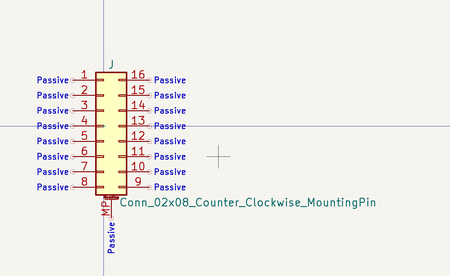 J
Passive 1 16 Passive
Passive 2 15 Passive
Passive 3 14 Passive
Passive 4 13 Passive
Passive 5 12 Passive
Passive 6 11 Passive
Passive 7 10 Passive
Passive 8 9 Passive
MP Conn_02x08_Counter_Clockwise_MountingPin
Passive